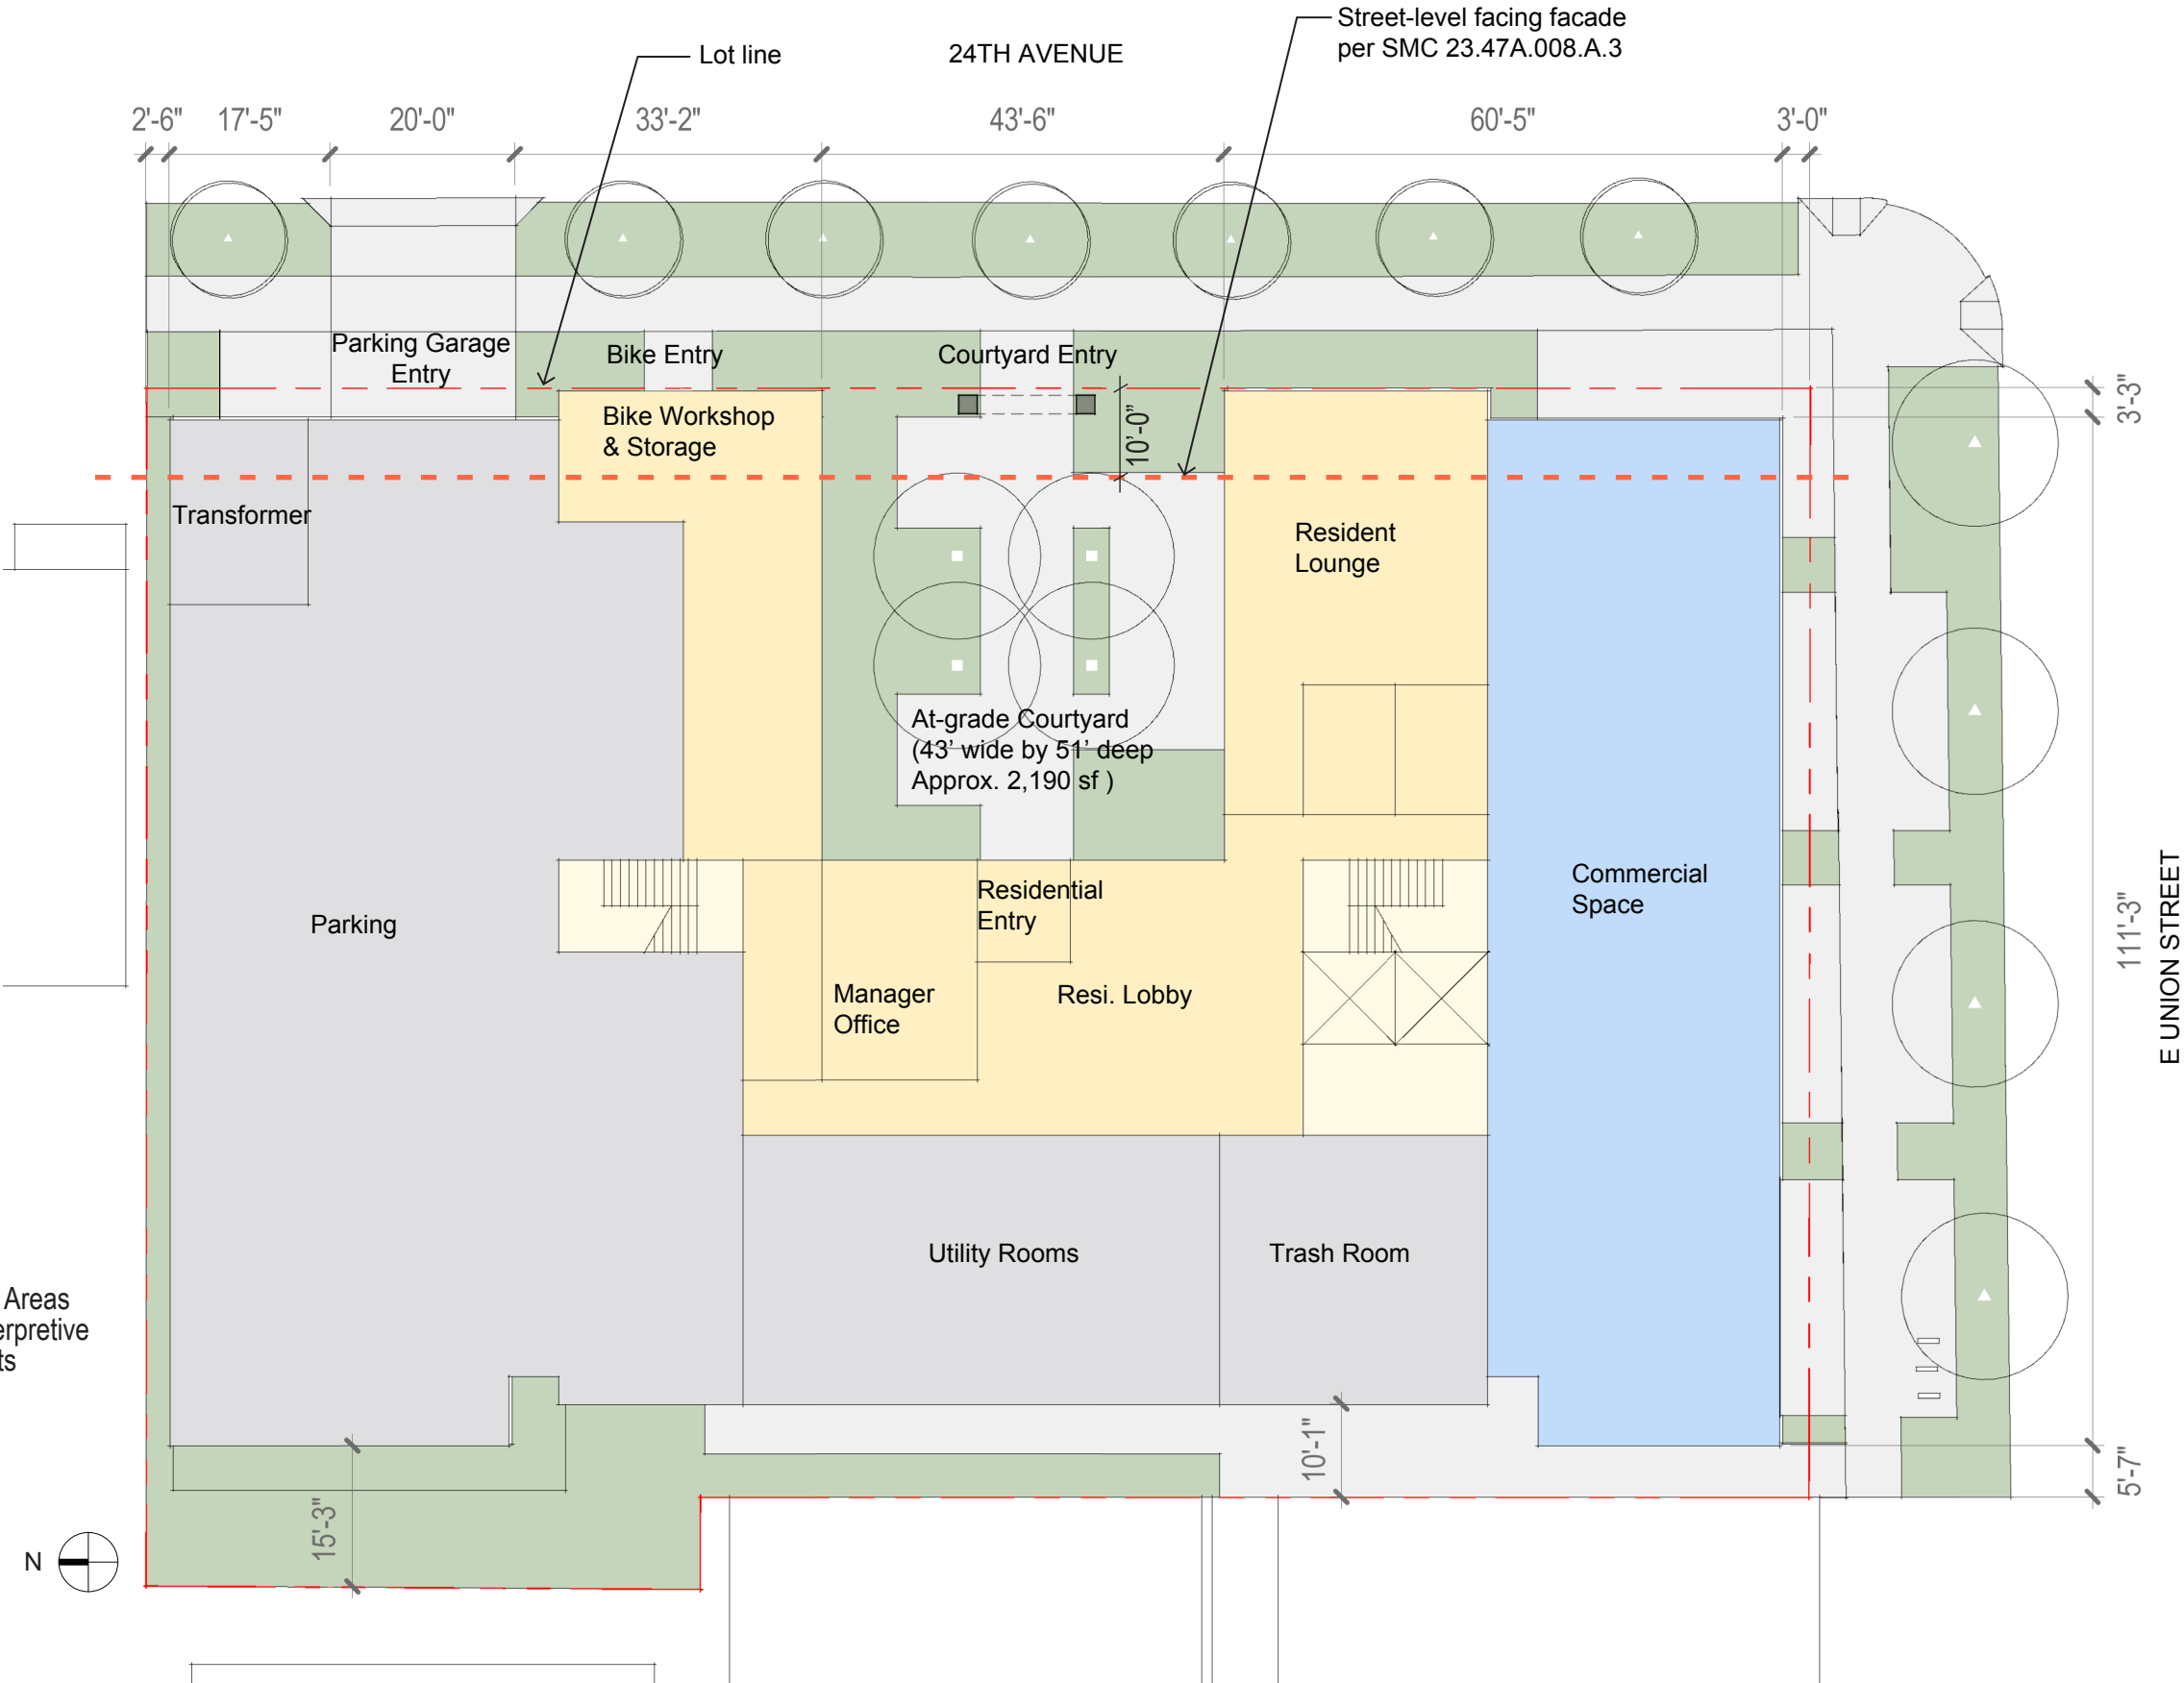 Street-level facing facade
per SMC 23.47A.008.A.3
Lot line
24TH AVENUE
2'-6"
17'-5"
20'-0"
33'-2"
43'-6"
60'-5"
3'-0"
Parking Garage
Entry
Bike Entry
Courtyard Entry
3'-3"
Bike Workshop
& Storage
10'-0"
Transformer
Resident
Lounge
At-grade Courtyard
(43' wide by 51' deep
Approx. 2,190 sf )
Commercial
Space
Residential
Entry
Parking
111'-3"
E UNION STREET
Manager
Office
Resi. Lobby
Utility Rooms
Trash Room
Areas
erpretive
ts
10'-1"
5'-7"
15'-3"
N